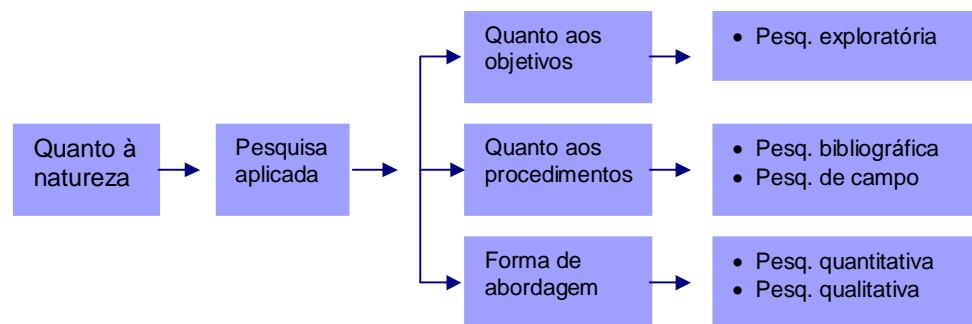 Quanto à
natureza
Pesquisa
aplicada
Quanto aos
objetivos
• Pesq. exploratória
Quanto aos
procedimentos
• Pesq. bibliográfica
• Pesq. de campo
Forma de
abordagem
• Pesq. quantitativa
• Pesq. qualitativa